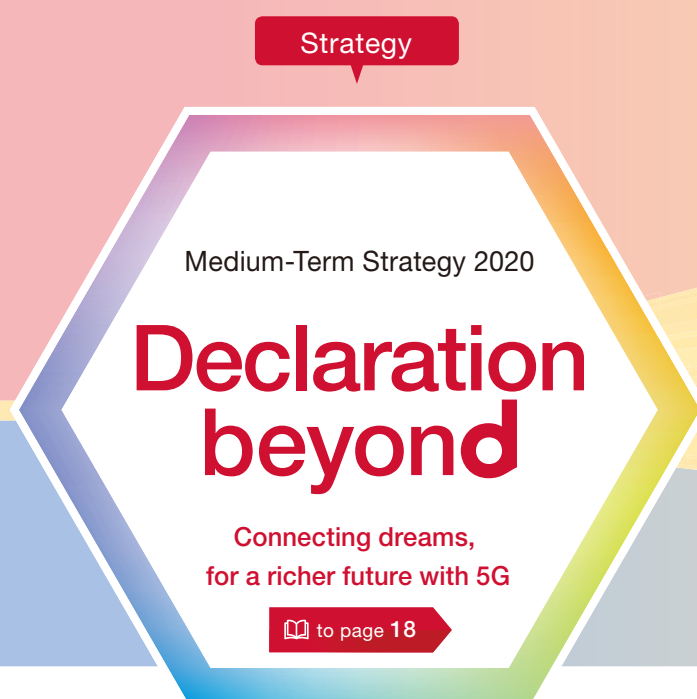 Strategy
Medium-Term Strategy 2020
Declaration
beyond
Connecting dreams,
for a richer future with 5G
to page 18